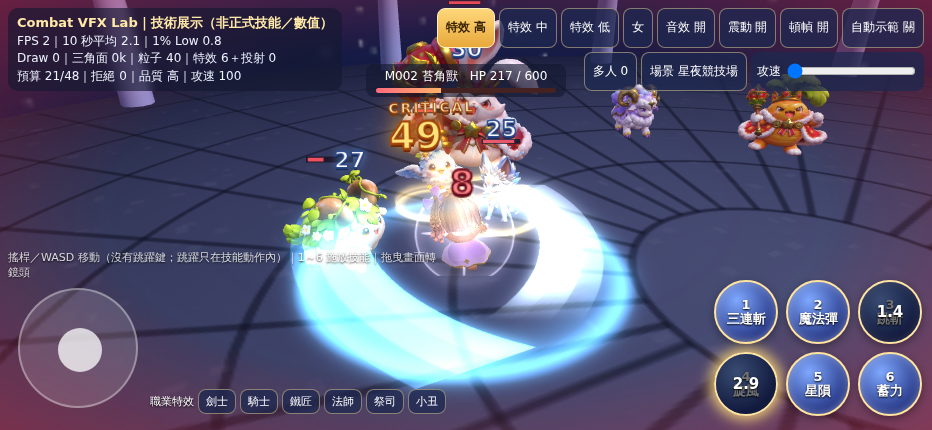 Combat VFX Lab｜技術展示（非正式技能／數值）
FPS 2｜10 秒平均 2.1｜1% Low 0.8
Draw 0｜三角面 0k｜粒子 40｜特效 6＋投射 0
預算 21/48｜拒絕 0｜品質 高｜攻速 100
特效 高
特效 中
特效 低
女
音效 開
震動 開
頓幀 開
自動示範 關
多人 0
場景 星夜競技場
攻速
M002 苔角獸 HP 217 / 600
CRITICAL
49
25
27
8
搖桿／WASD 移動（沒有跳躍鍵；跳躍只在技能動作內）｜1～6 施放技能｜拖曳畫面轉
鏡頭
1
三連斬
2
魔法彈
1.4
2.9
5
星隕
6
蓄力
職業特效
劍士
騎士
鐵匠
法師
祭司
小丑